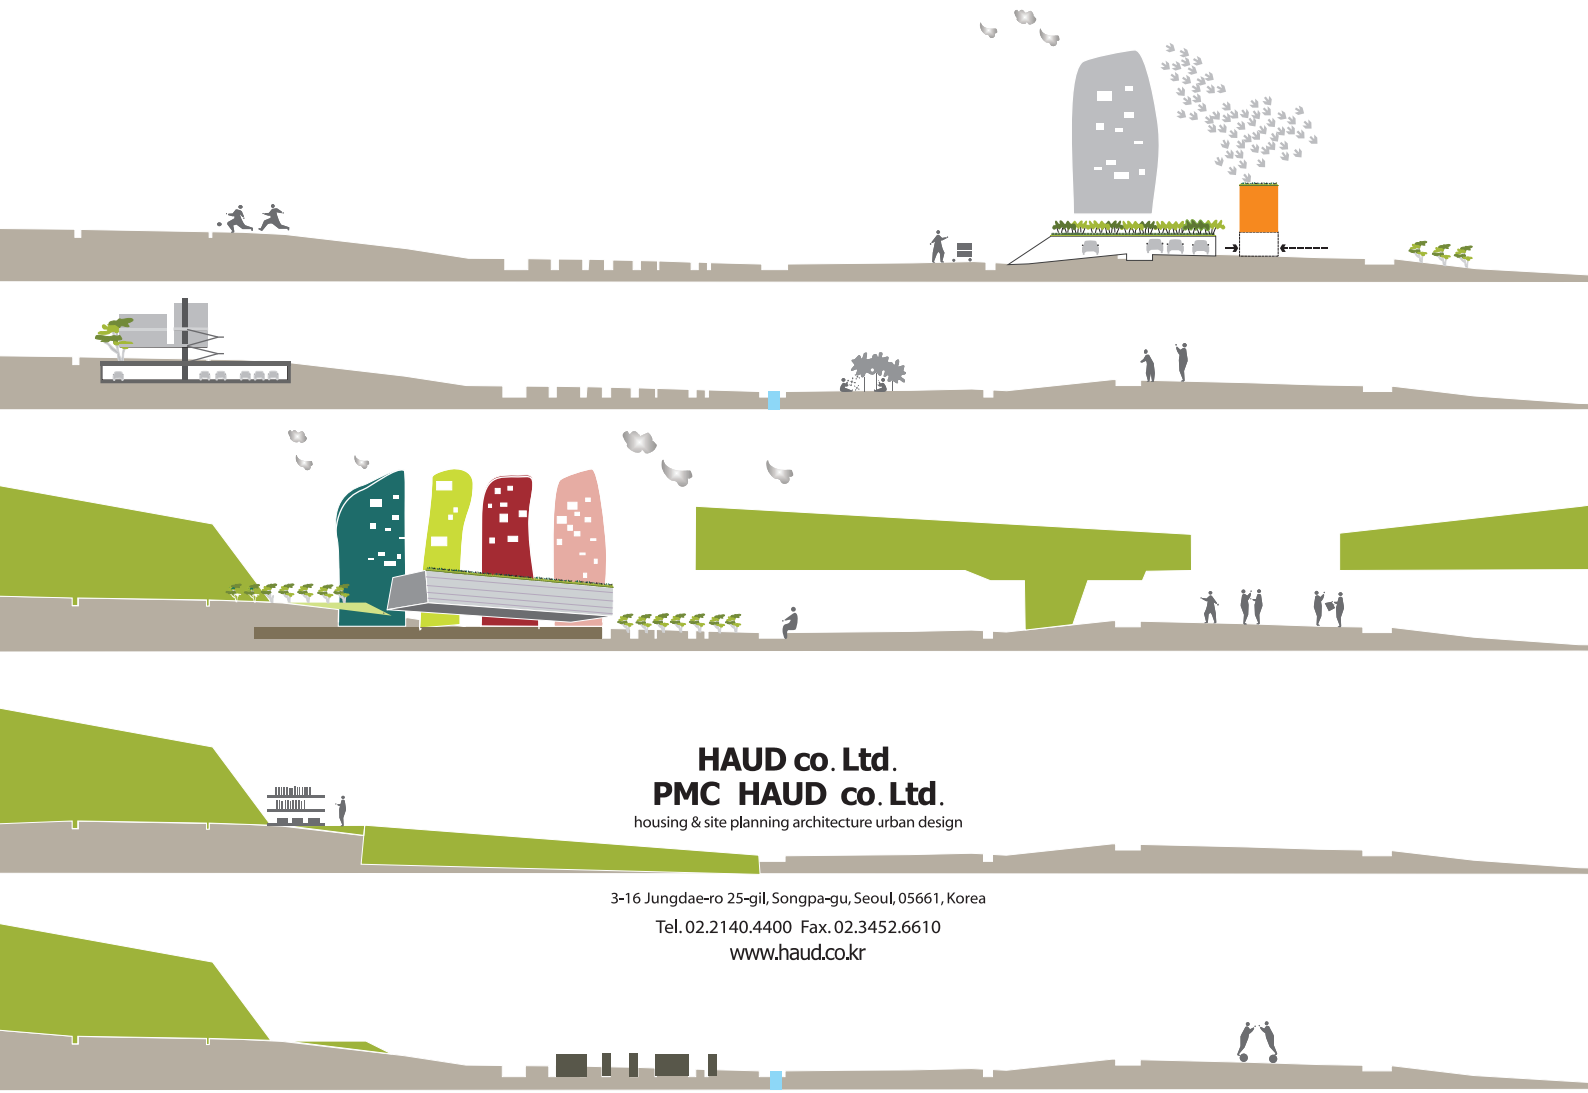 HAUD co. Ltd.
PMC HAUD co. Ltd.
housing & site planning architecture urban design
3-16 Jungdae-ro 25-gil, Songpa-gu, Seoul, 05661, Korea
Tel. 02.2140.4400 Fax. 02.3452.6610
www.haud.co.kr